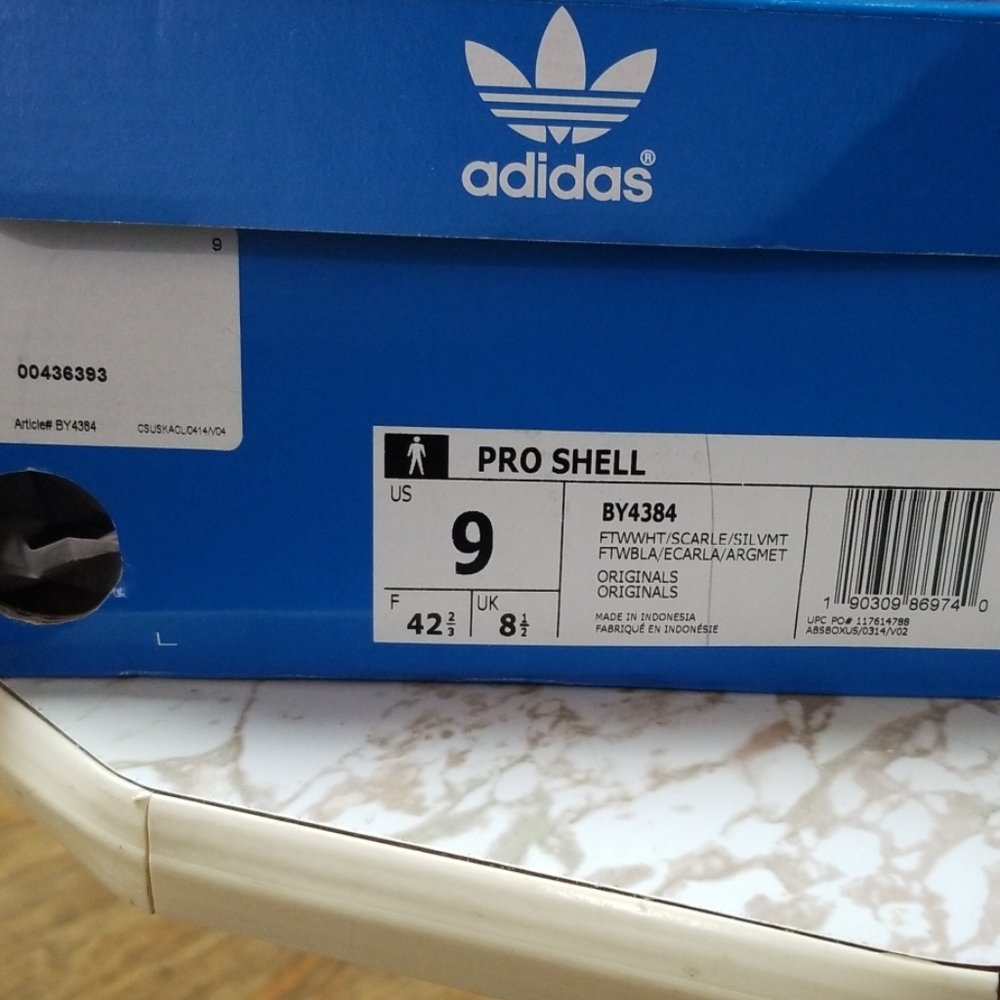 adidas®
9
00436393
Article# BY4384 CSUSKACL0414/V04
PRO SHELL
US
9
F
42 2/3
UK
8 1/2
BY4384
FTWWHT/SCARLE/SILVMT
FTWBLA/ECARLA/ARGMET
ORIGINALS
ORIGINALS
MADE IN INDONESIA
FABRIQUÉ EN INDONÉSIE
1 90309 86974 0
UPC PO# 117614788
ABSBOXUS/0314/V02